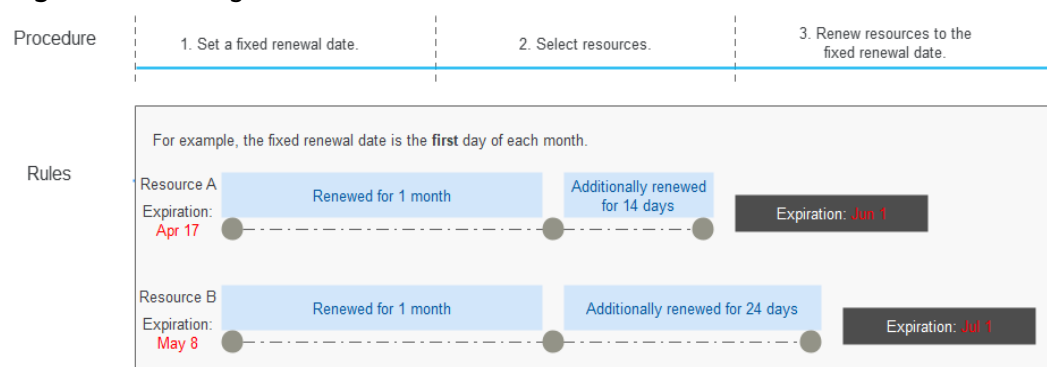 Procedure
1. Set a fixed renewal date.
2. Select resources.
3. Renew resources to the
fixed renewal date.
Rules
For example, the fixed renewal date is the first day of each month.
Resource A
Expiration:
Apr 17
Renewed for 1 month
Additionally renewed
for 14 days
Expiration: Jun 1
Resource B
Expiration:
May 8
Renewed for 1 month
Additionally renewed for 24 days
Expiration: Jul 1